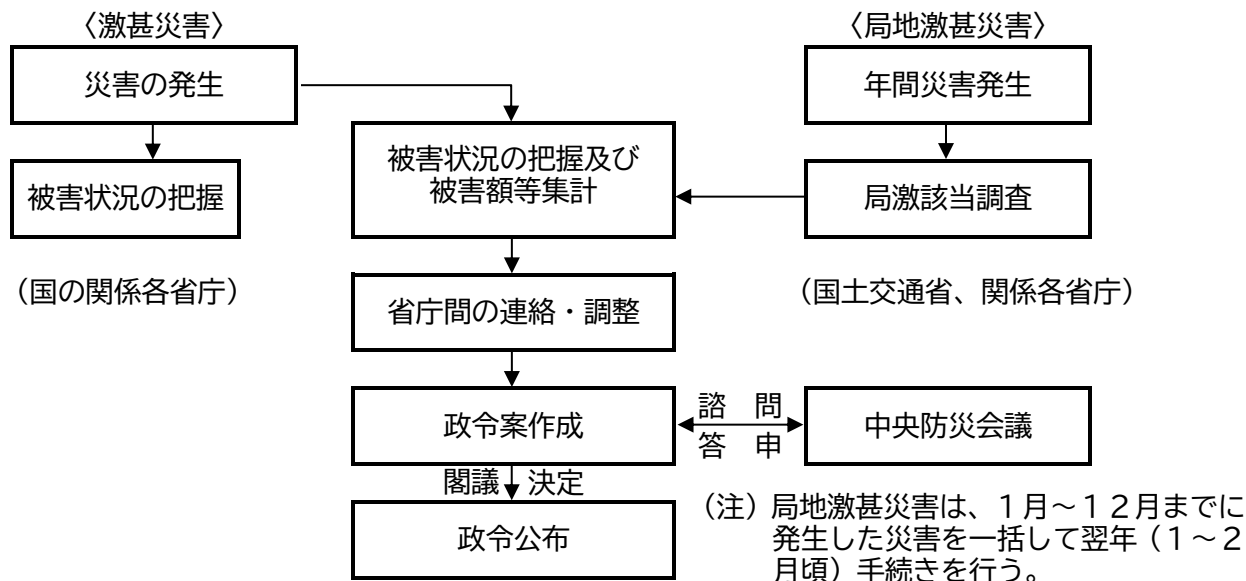 〈激甚災害〉
〈局地激甚災害〉
災害の発生
年間災害発生
被害状況の把握及び
被害額等集計
被害状況の把握
局激該当調査
（国の関係各省庁）
（国土交通省、関係各省庁）
省庁間の連絡・調整
諮　問
政令案作成
中央防災会議
答　申
閣議　決定
政令公布
（注）局地激甚災害は、１月～１２月までに
発生した災害を一括して翌年（１～２
月頃）手続きを行う。